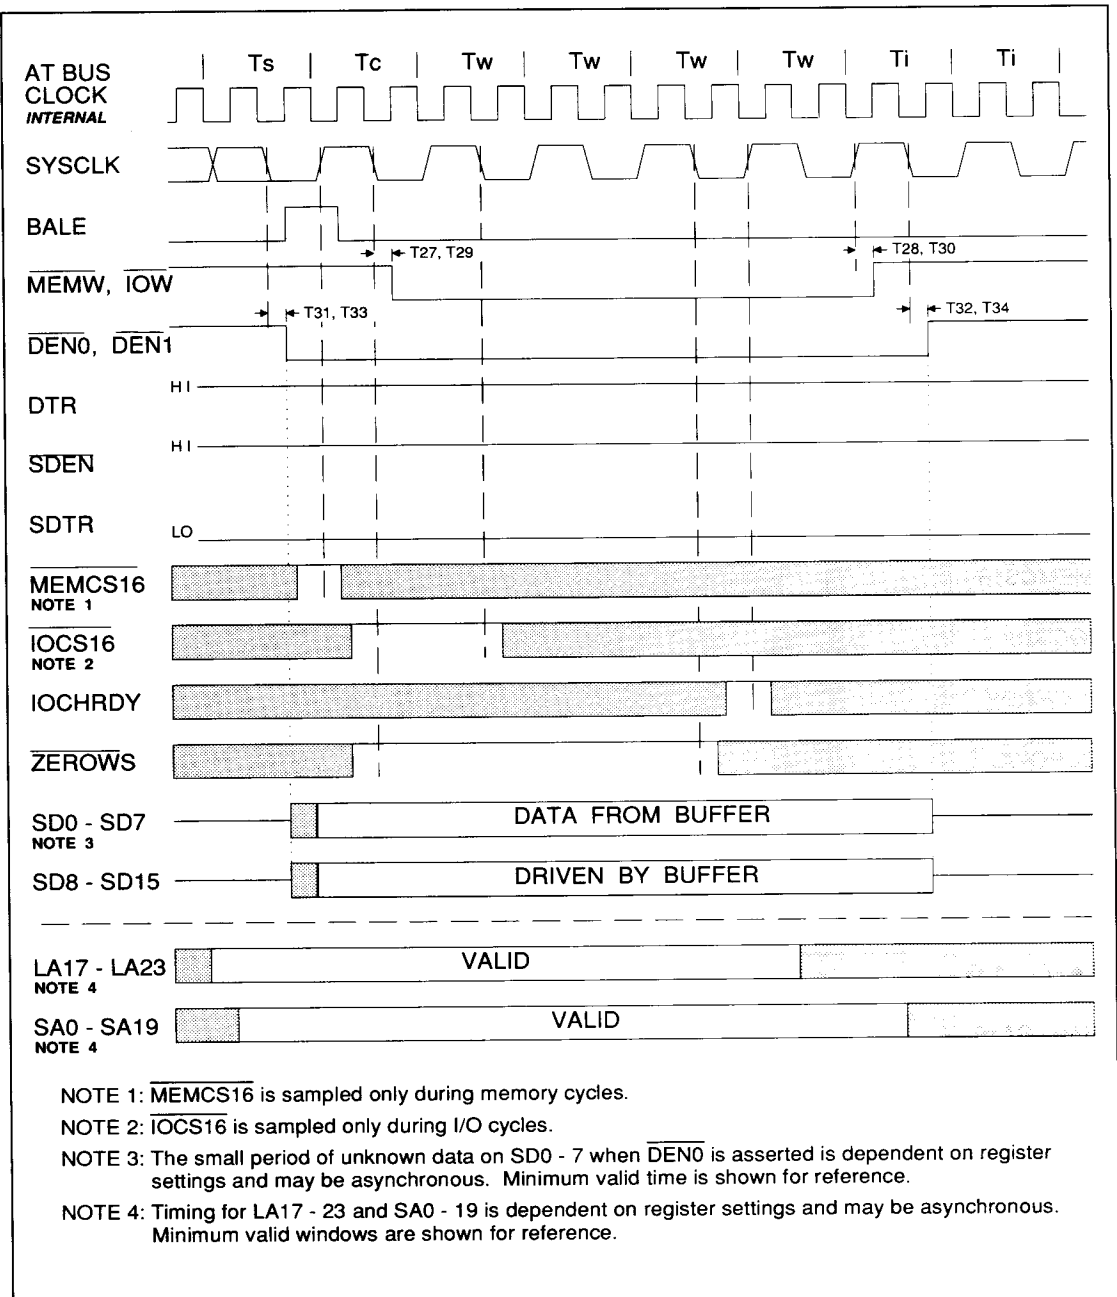 Ts Tc Tw Tw Tw Tw Ti Ti
AT BUS
CLOCK
INTERNAL
SYSCLK
BALE
T27, T29
T28, T30
MEMW, IOW
T31, T33
T32, T34
DEN0, DEN1
HI
DTR
HI
SDEN
SDTR
LO
MEMCS16
NOTE 1
IOCS16
NOTE 2
IOCHRDY
ZEROWS
SD0 - SD7
NOTE 3
DATA FROM BUFFER
SD8 - SD15
DRIVEN BY BUFFER
LA17 - LA23
NOTE 4
VALID
SA0 - SA19
NOTE 4
VALID
NOTE 1: MEMCS16 is sampled only during memory cycles.
NOTE 2: IOCS16 is sampled only during I/O cycles.
NOTE 3: The small period of unknown data on SD0 - 7 when DEN0 is asserted is dependent on register
settings and may be asynchronous. Minimum valid time is shown for reference.
NOTE 4: Timing for LA17 - 23 and SA0 - 19 is dependent on register settings and may be asynchronous.
Minimum valid windows are shown for reference.